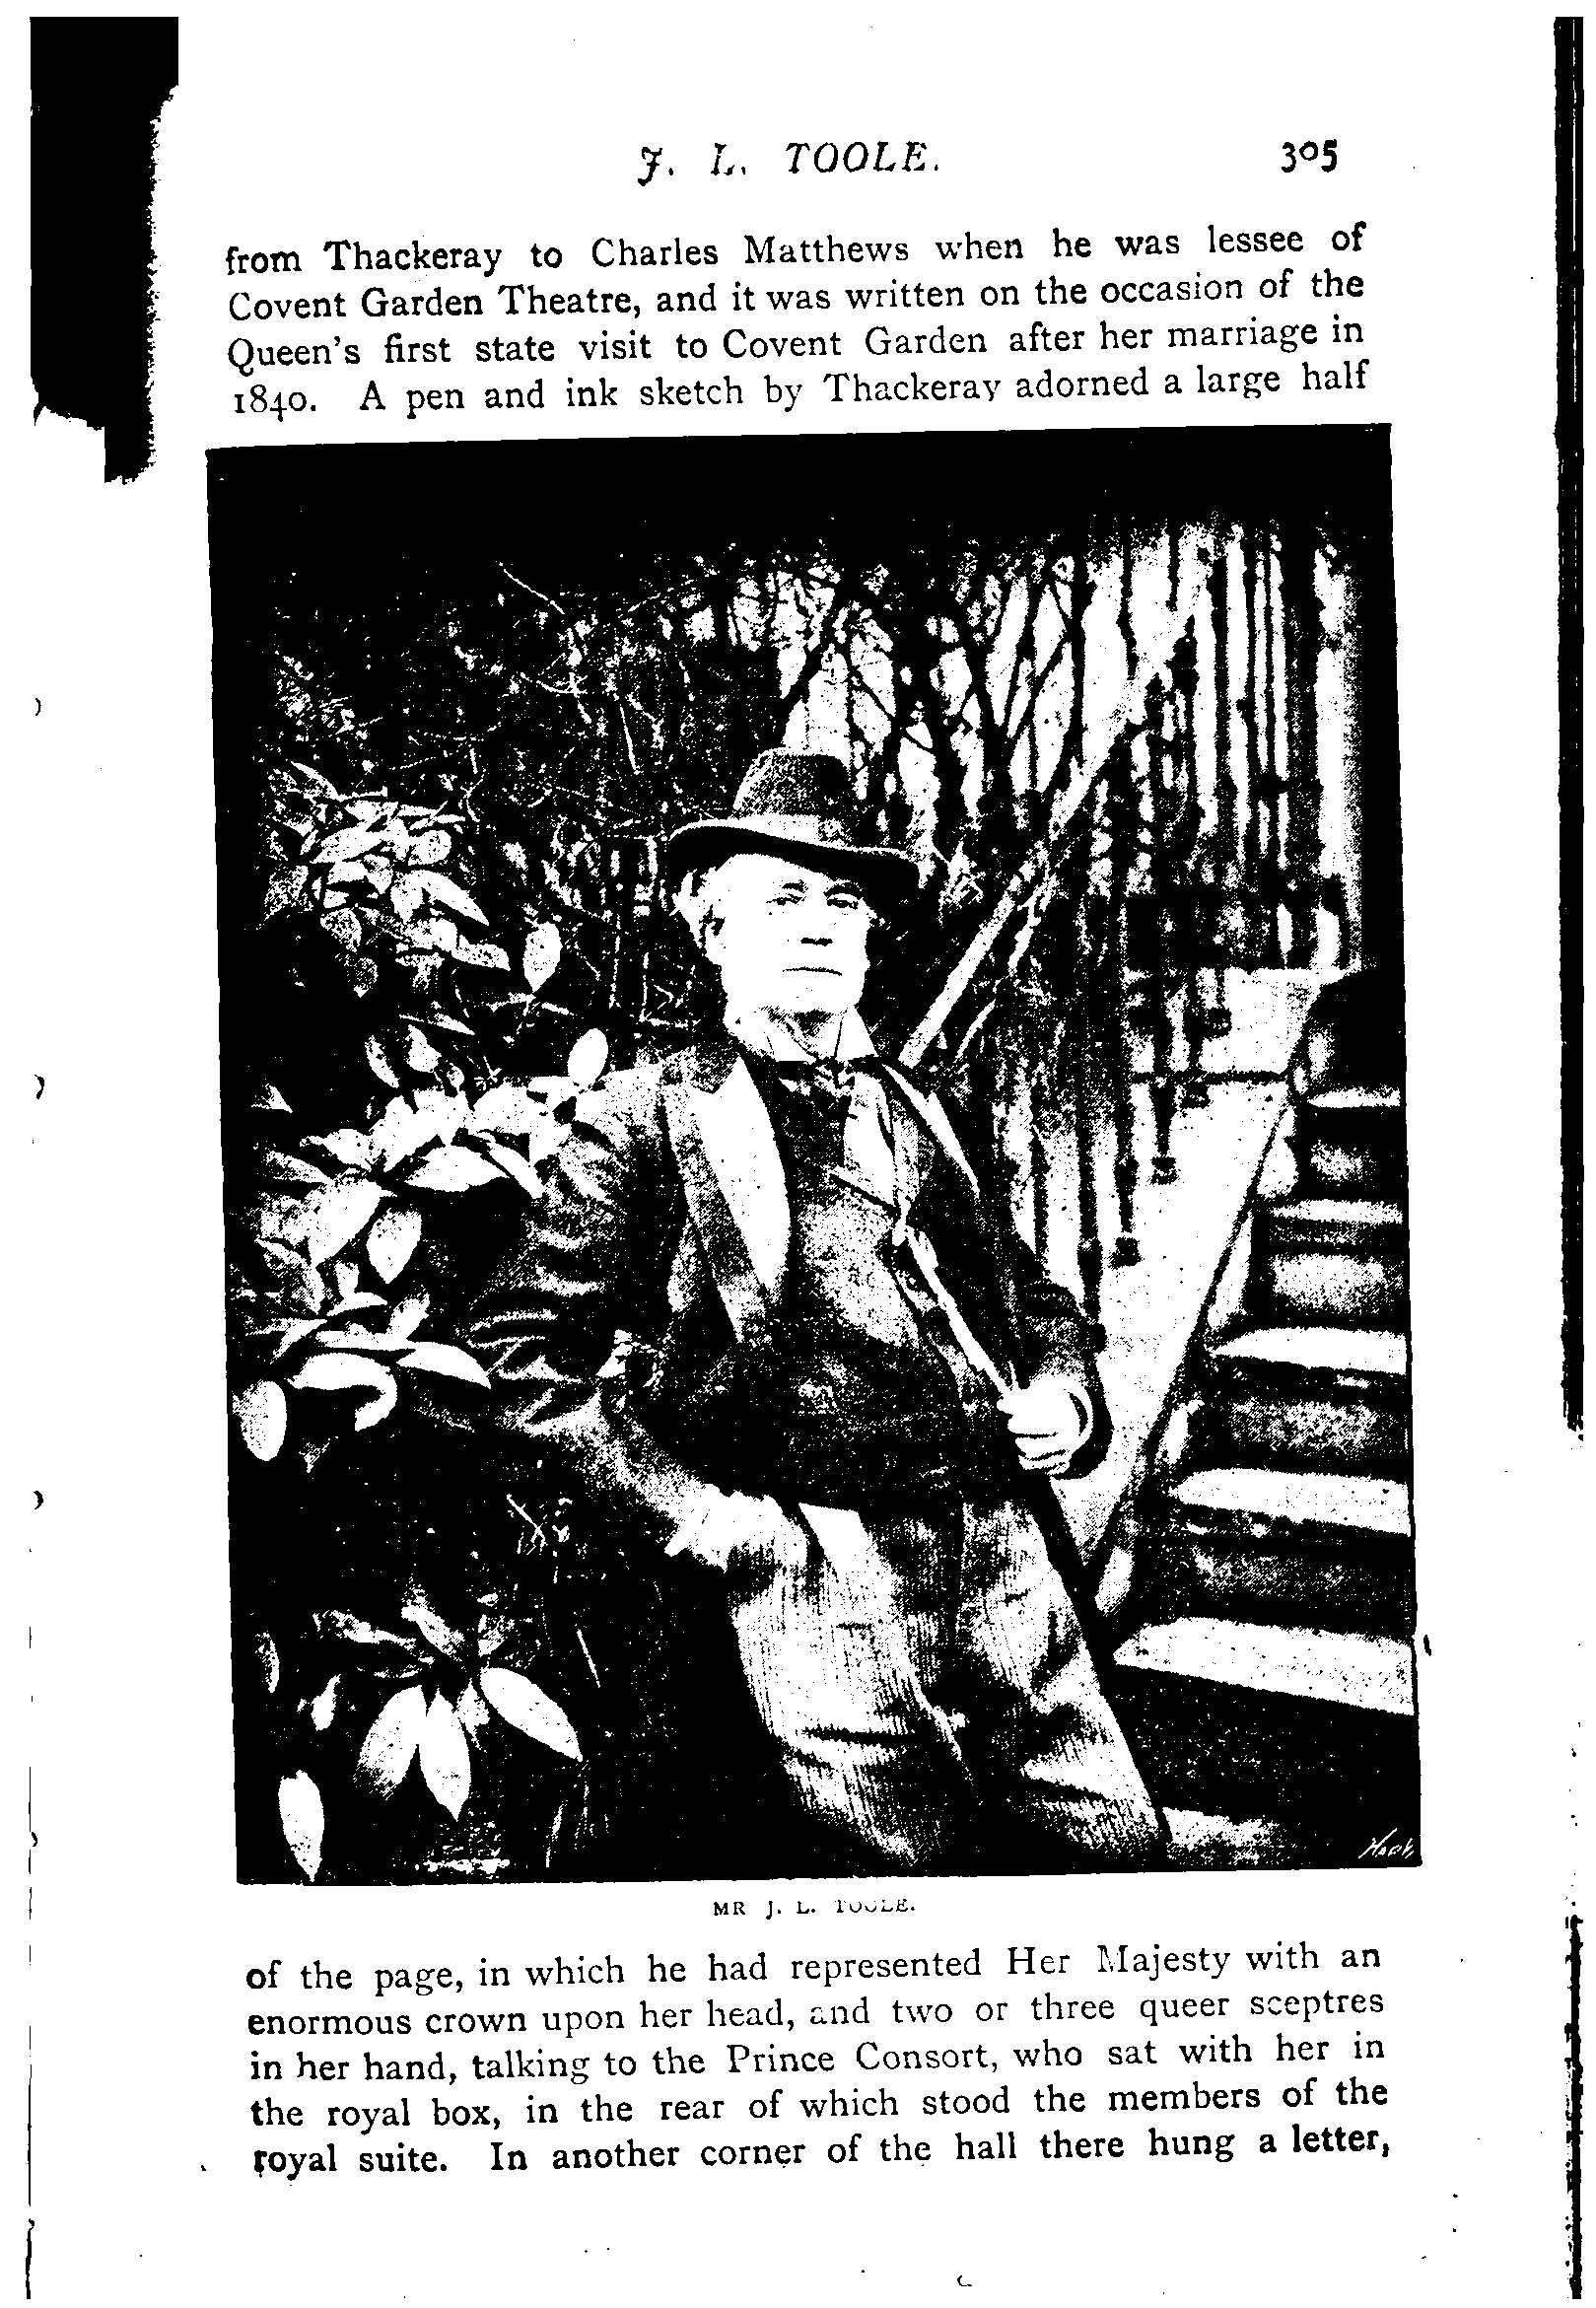 J. L. TOOLE. 305
from Thackeray to Charles Matthews when he was lessee of
Covent Garden Theatre, and it was written on the occasion of the
Queen's first state visit to Covent Garden after her marriage in
1840. A pen and ink sketch by Thackeray adorned a large half
MR J. L. TOOLE.
of the page, in which he had represented Her Majesty with an
enormous crown upon her head, and two or three queer sceptres
in her hand, talking to the Prince Consort, who sat with her in
the royal box, in the rear of which stood the members of the
royal suite. In another corner of the hall there hung a letter,